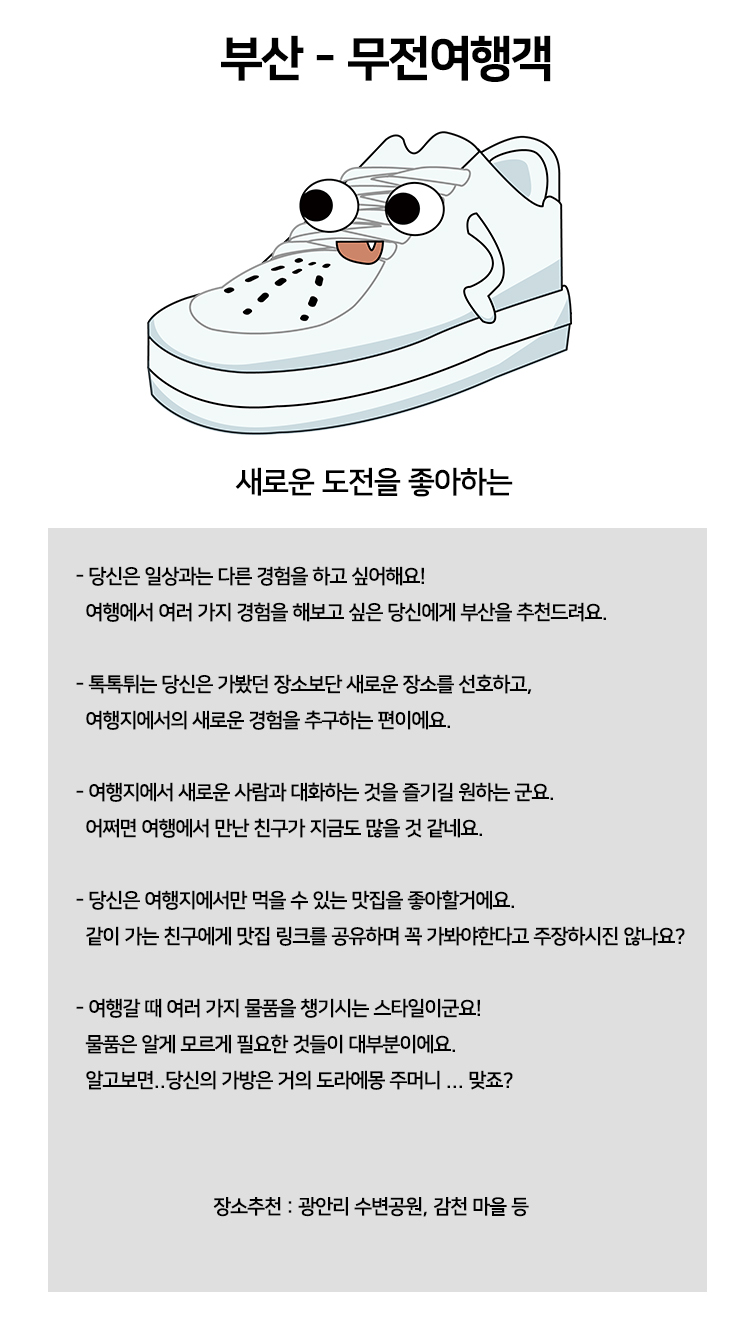 부산 - 무전여행객
새로운 도전을 좋아하는
- 당신은 일상과는 다른 경험을 하고 싶어해요!
여행에서 여러 가지 경험을 해보고 싶은 당신에게 부산을 추천드려요.
- 톡톡튀는 당신은 가봤던 장소보단 새로운 장소를 선호하고,
여행지에서의 새로운 경험을 추구하는 편이에요.
- 여행지에서 새로운 사람과 대화하는 것을 즐기길 원하는 군요.
어쩌면 여행에서 만난 친구가 지금도 많을 것 같네요.
- 당신은 여행지에서만 먹을 수 있는 맛집을 좋아할거에요.
같이 가는 친구에게 맛집 링크를 공유하며 꼭 가봐야한다고 주장하시진 않나요?
- 여행갈 때 여러 가지 물품을 챙기시는 스타일이군요!
물품은 알게 모르게 필요한 것들이 대부분이에요.
알고보면..당신의 가방은 거의 도라에몽 주머니 ... 맞죠?
장소추천 : 광안리 수변공원, 감천 마을 등